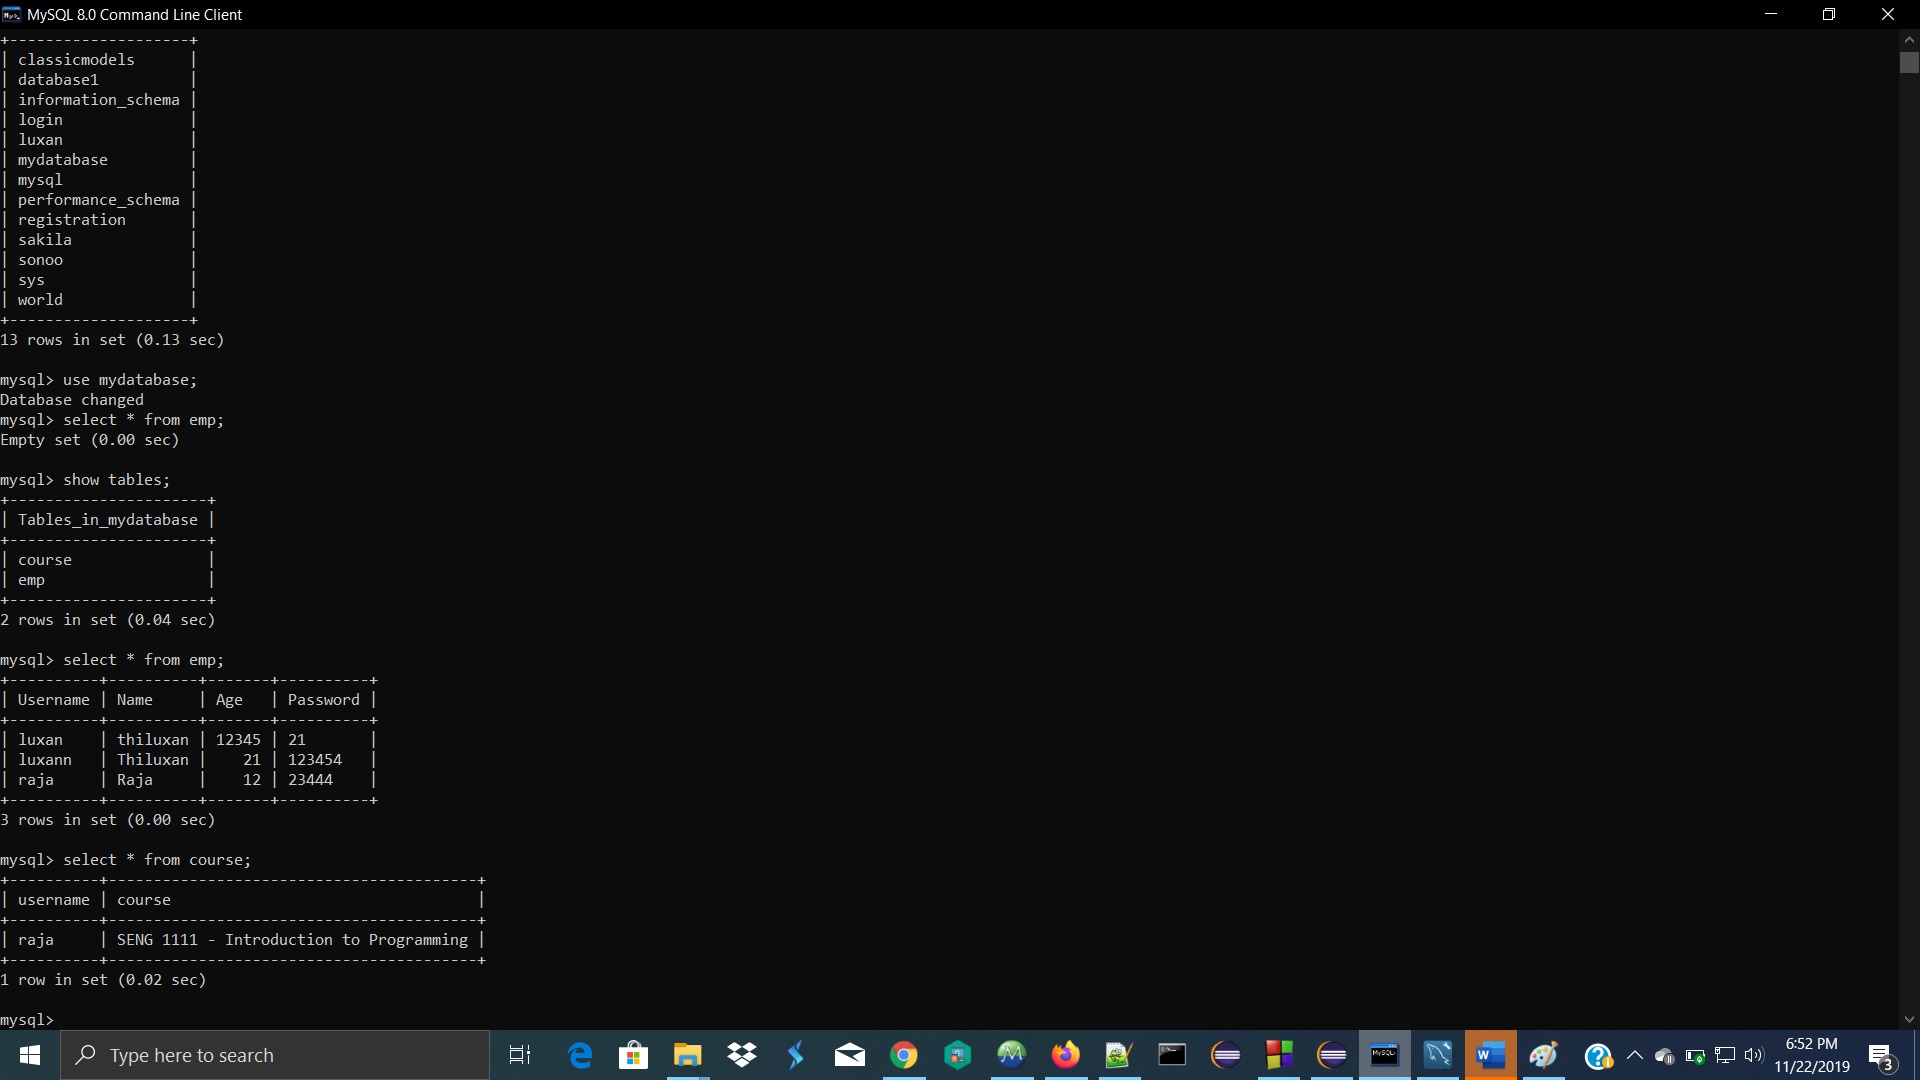 MySQL 8.0 Command Line Client
+--------------------+
| classicmodels      |
| database1          |
| information_schema |
| login              |
| luxan              |
| mydatabase         |
| mysql              |
| performance_schema |
| registration       |
| sakila             |
| sonoo              |
| sys                |
| world              |
+--------------------+
13 rows in set (0.13 sec)

mysql> use mydatabase;
Database changed
mysql> select * from emp;
Empty set (0.00 sec)

mysql> show tables;
+----------------------+
| Tables_in_mydatabase |
+----------------------+
| course               |
| emp                  |
+----------------------+
2 rows in set (0.04 sec)

mysql> select * from emp;
+----------+----------+-------+----------+
| Username | Name     | Age   | Password |
+----------+----------+-------+----------+
| luxan    | thiluxan | 12345 | 21       |
| luxann   | Thiluxan |    21 | 123454   |
| raja     | Raja     |    12 | 23444    |
+----------+----------+-------+----------+
3 rows in set (0.00 sec)

mysql> select * from course;
+----------+-----------------------------------------+
| username | course                                  |
+----------+-----------------------------------------+
| raja     | SENG 1111 - Introduction to Programming |
+----------+-----------------------------------------+
1 row in set (0.02 sec)

mysql>
Type here to search
6:52 PM
11/22/2019
3